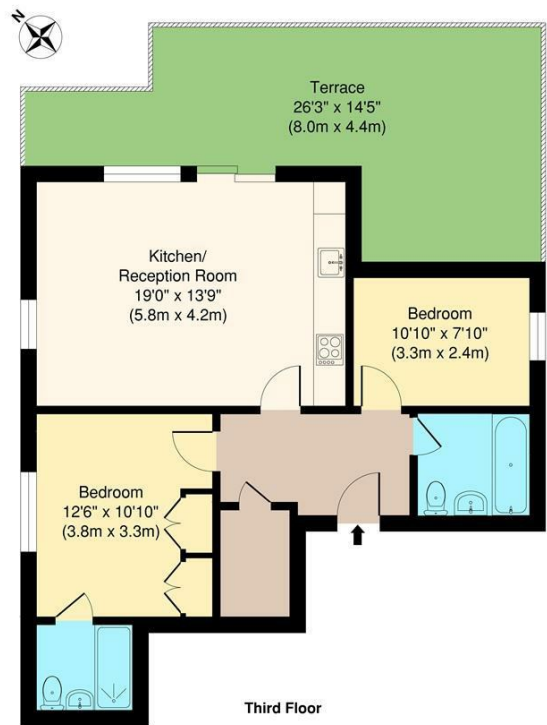 N
Terrace
26'3" x 14'5"
(8.0m x 4.4m)
Kitchen/
Reception Room
19'0" x 13'9"
(5.8m x 4.2m)
Bedroom
10'10" x 7'10"
(3.3m x 2.4m)
Bedroom
12'6" x 10'10"
(3.8m x 3.3m)
Third Floor